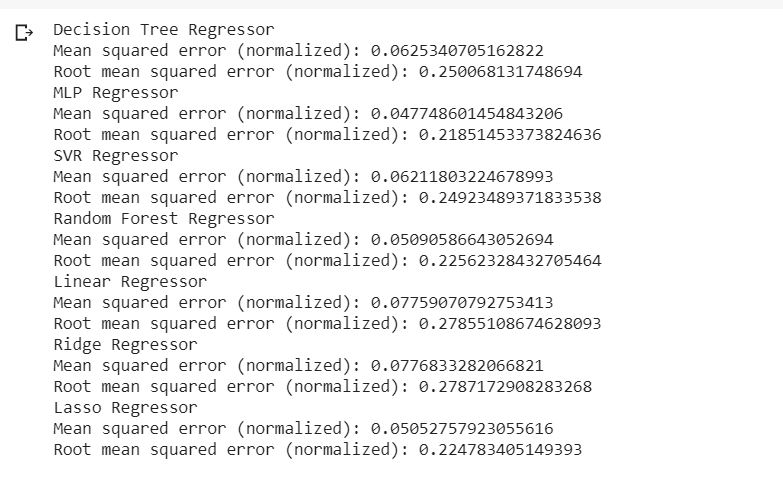 Decision Tree Regressor
Mean squared error (normalized): 0.0625340705162822
Root mean squared error (normalized): 0.250068131748694
MLP Regressor
Mean squared error (normalized): 0.047748601454843206
Root mean squared error (normalized): 0.21851453373824636
SVR Regressor
Mean squared error (normalized): 0.06211803224678993
Root mean squared error (normalized): 0.24923489371833538
Random Forest Regressor
Mean squared error (normalized): 0.05090586643052694
Root mean squared error (normalized): 0.22562328432705464
Linear Regressor
Mean squared error (normalized): 0.07759070792753413
Root mean squared error (normalized): 0.27855108674628093
Ridge Regressor
Mean squared error (normalized): 0.0776833282066821
Root mean squared error (normalized): 0.2787172908283268
Lasso Regressor
Mean squared error (normalized): 0.05052757923055616
Root mean squared error (normalized): 0.224783405149393